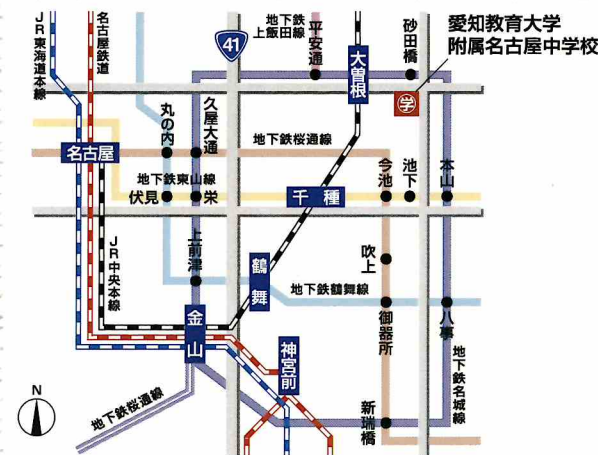 JR東海道本線
名古屋鉄道
41
地下鉄
上飯田線
平安通
大曽根
砂田橋
愛知教育大学
附属名古屋中学校
学
丸の内
久屋大通
地下鉄桜通線
名古屋
地下鉄東山線
伏見
栄
千種
今池
池下
本山
JR中央本線
上前津
鶴舞
吹上
地下鉄鶴舞線
金山
御器所
八事
神宮前
地下鉄名城線
新瑞橋
地下鉄桜通線
N